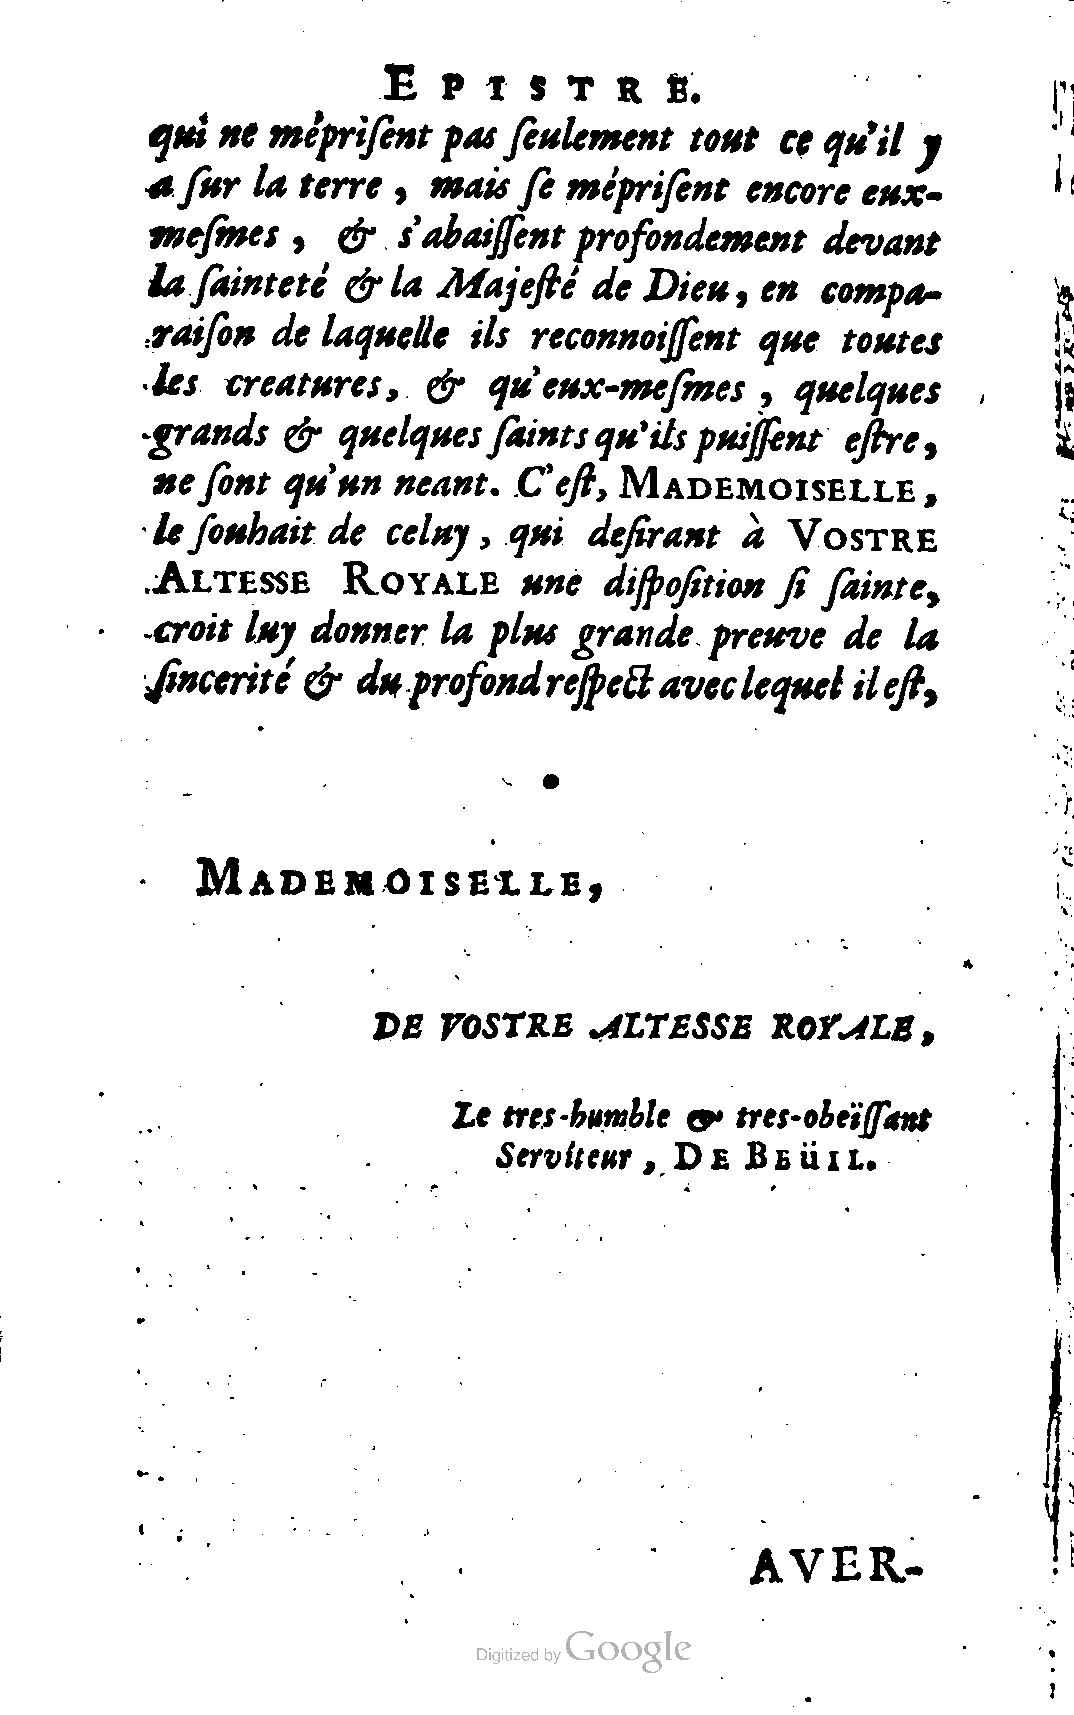 EPISTRE.
qui ne mépriſent pas ſeulement tout ce qu'il y
a ſur la terre, mais ſe mépriſent encore eux-
meſmes, & s'abaiſſent profondement devant
la ſainteté & la Majeſté de Dieu, en compa-
raiſon de laquelle ils reconnoiſſent que toutes
les creatures, & qu'eux-meſmes, quelques
grands & quelques ſaints qu'ils puiſſent eſtre,
ne ſont qu'un neant. C'eſt, MADEMOISELLE,
le ſouhait de celuy, qui deſirant à VOSTRE
ALTESSE ROYALE une diſpoſition ſi ſainte,
croit luy donner la plus grande preuve de la
ſincerité & du profond reſpect avec lequel il eſt,
MADEMOISELLE,
DE VOSTRE ALTESSE ROYALE,
Le tres-humble & tres-obeïſſant
Serviteur, DE BEÜIL.
AVER-
Digitized by Google